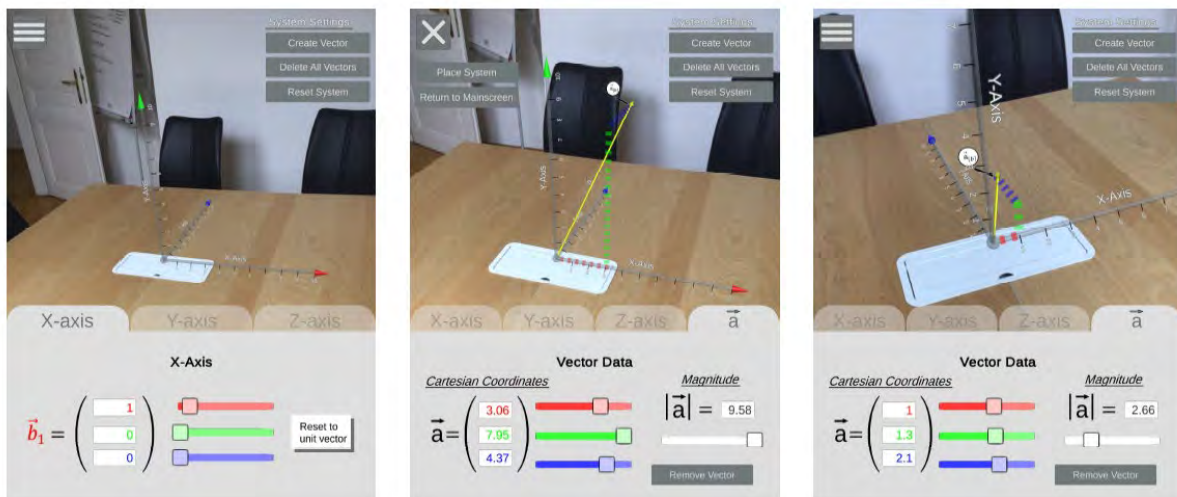 System Settings
Create Vector
Delete All Vectors
Reset System
Y-Axis
X-Axis
X-axis
Y-axis
Z-axis
X-Axis
b⃗₁ =
1
0
0
Reset to
unit vector
System Settings
Place System
Create Vector
Return to Mainscreen
Delete All Vectors
Reset System
Y-Axis
X-Axis
X-axis
Y-axis
Z-axis
a⃗
Vector Data
Cartesian Coordinates
Magnitude
a⃗ =
3.06
7.95
4.37
|a⃗| = 9.58
Remove Vector
System Settings
Create Vector
Delete All Vectors
Reset System
Y-Axis
X-Axis
X-axis
Y-axis
Z-axis
a⃗
Vector Data
Cartesian Coordinates
Magnitude
a⃗ =
1
1.3
2.1
|a⃗| = 2.66
Remove Vector